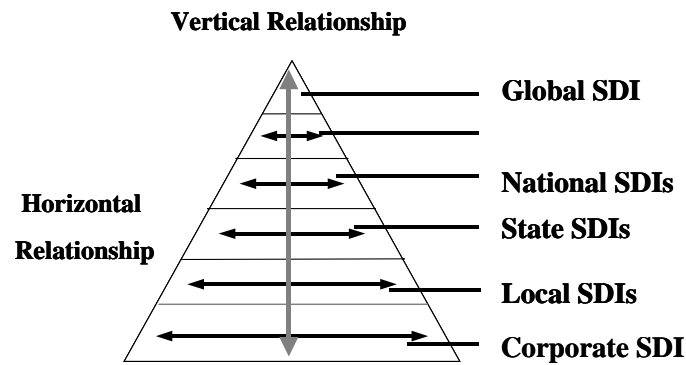 Vertical Relationship
Global SDI
National SDIs
Horizontal
Relationship
State SDIs
Local SDIs
Corporate SDI